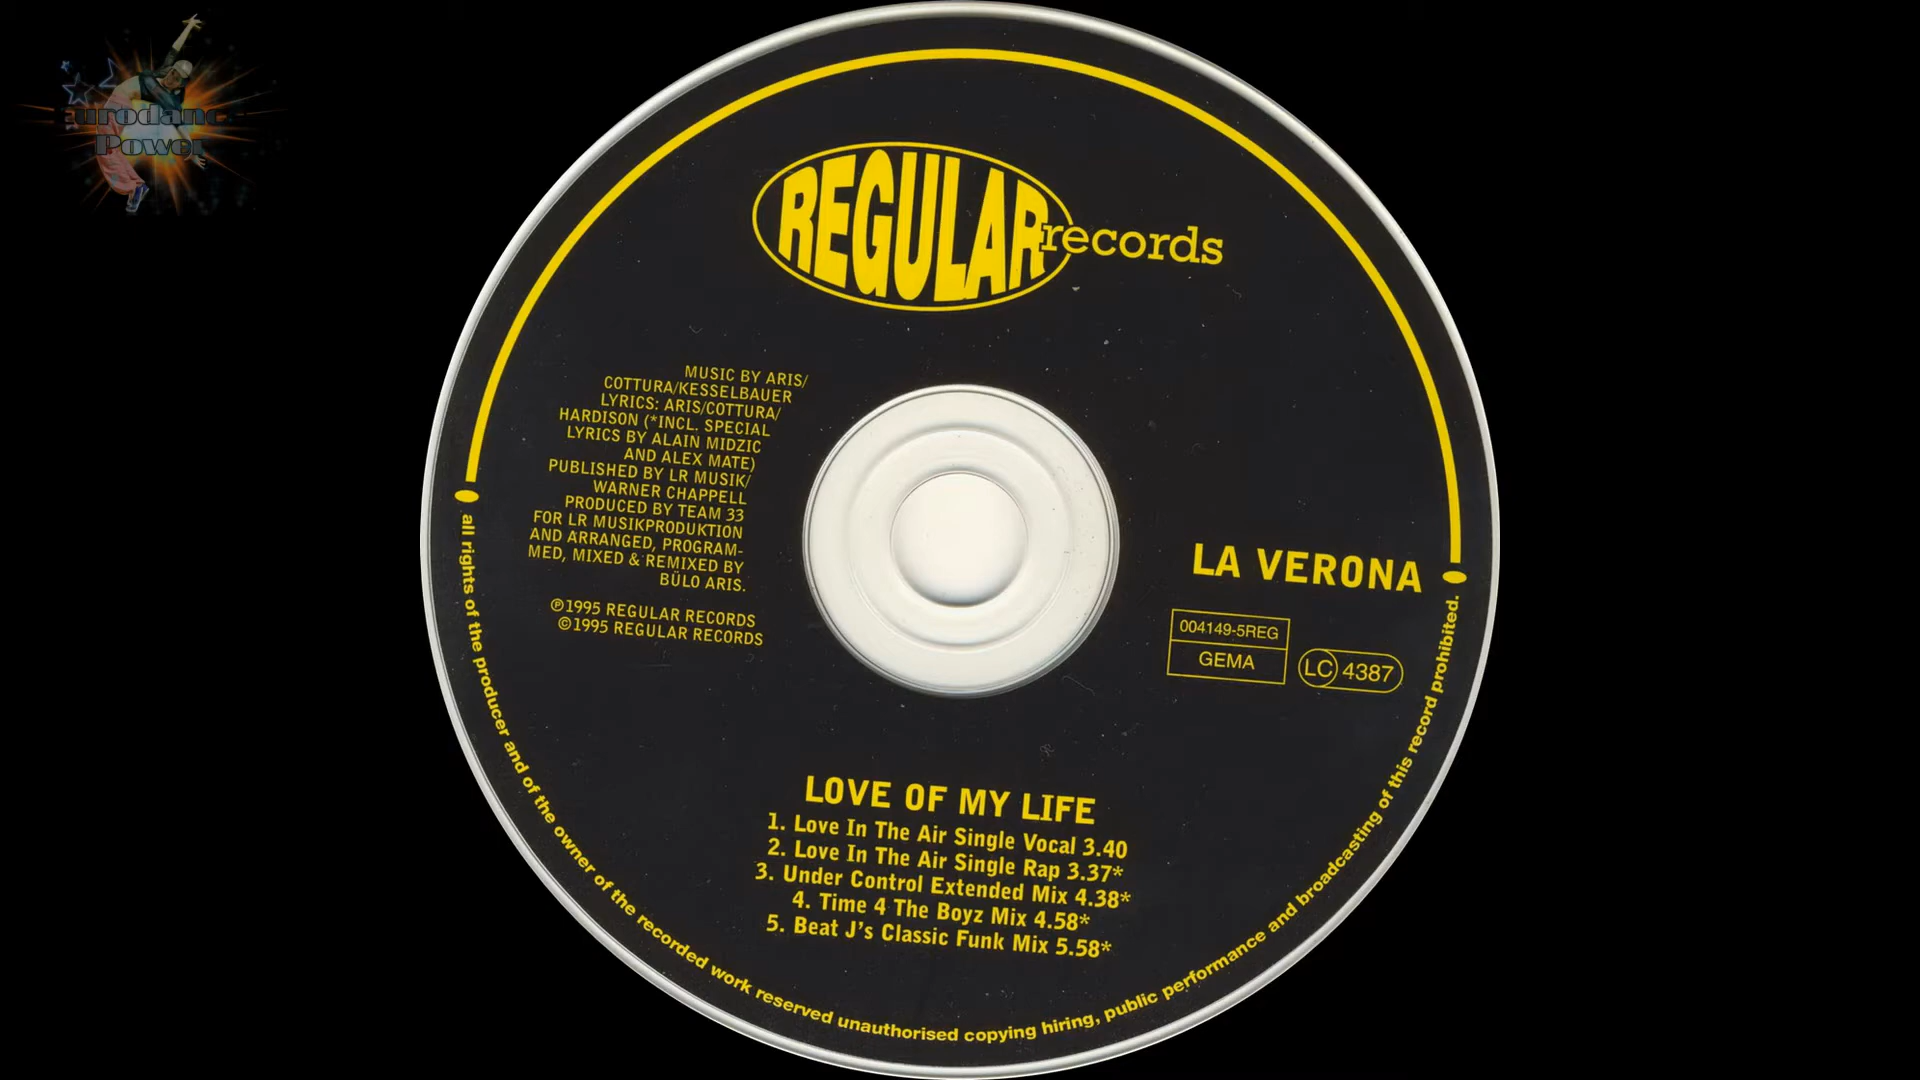 Eurodance
Power
REGULAR records
MUSIC BY ARIS/
COTTURA/KESSELBAUER
LYRICS: ARIS/COTTURA/
HARDISON (*INCL. SPECIAL
LYRICS BY ALAIN MIDZIC
AND ALEX MATE)
PUBLISHED BY LR MUSIK/
WARNER CHAPPELL
PRODUCED BY TEAM 33
FOR LR MUSIKPRODUKTION
AND ARRANGED, PROGRAM-
MED, MIXED & REMIXED BY
BÜLO ARIS.
℗1995 REGULAR RECORDS
©1995 REGULAR RECORDS
LA VERONA
004149-5REG
GEMA
LC 4387
LOVE OF MY LIFE
1. Love In The Air Single Vocal 3.40
2. Love In The Air Single Rap 3.37*
3. Under Control Extended Mix 4.38*
4. Time 4 The Boyz Mix 4.58*
5. Beat J's Classic Funk Mix 5.58*
all rights of the producer and of the owner of the recorded work reserved unauthorised copying hiring, public performance and broadcasting of this record prohibited.